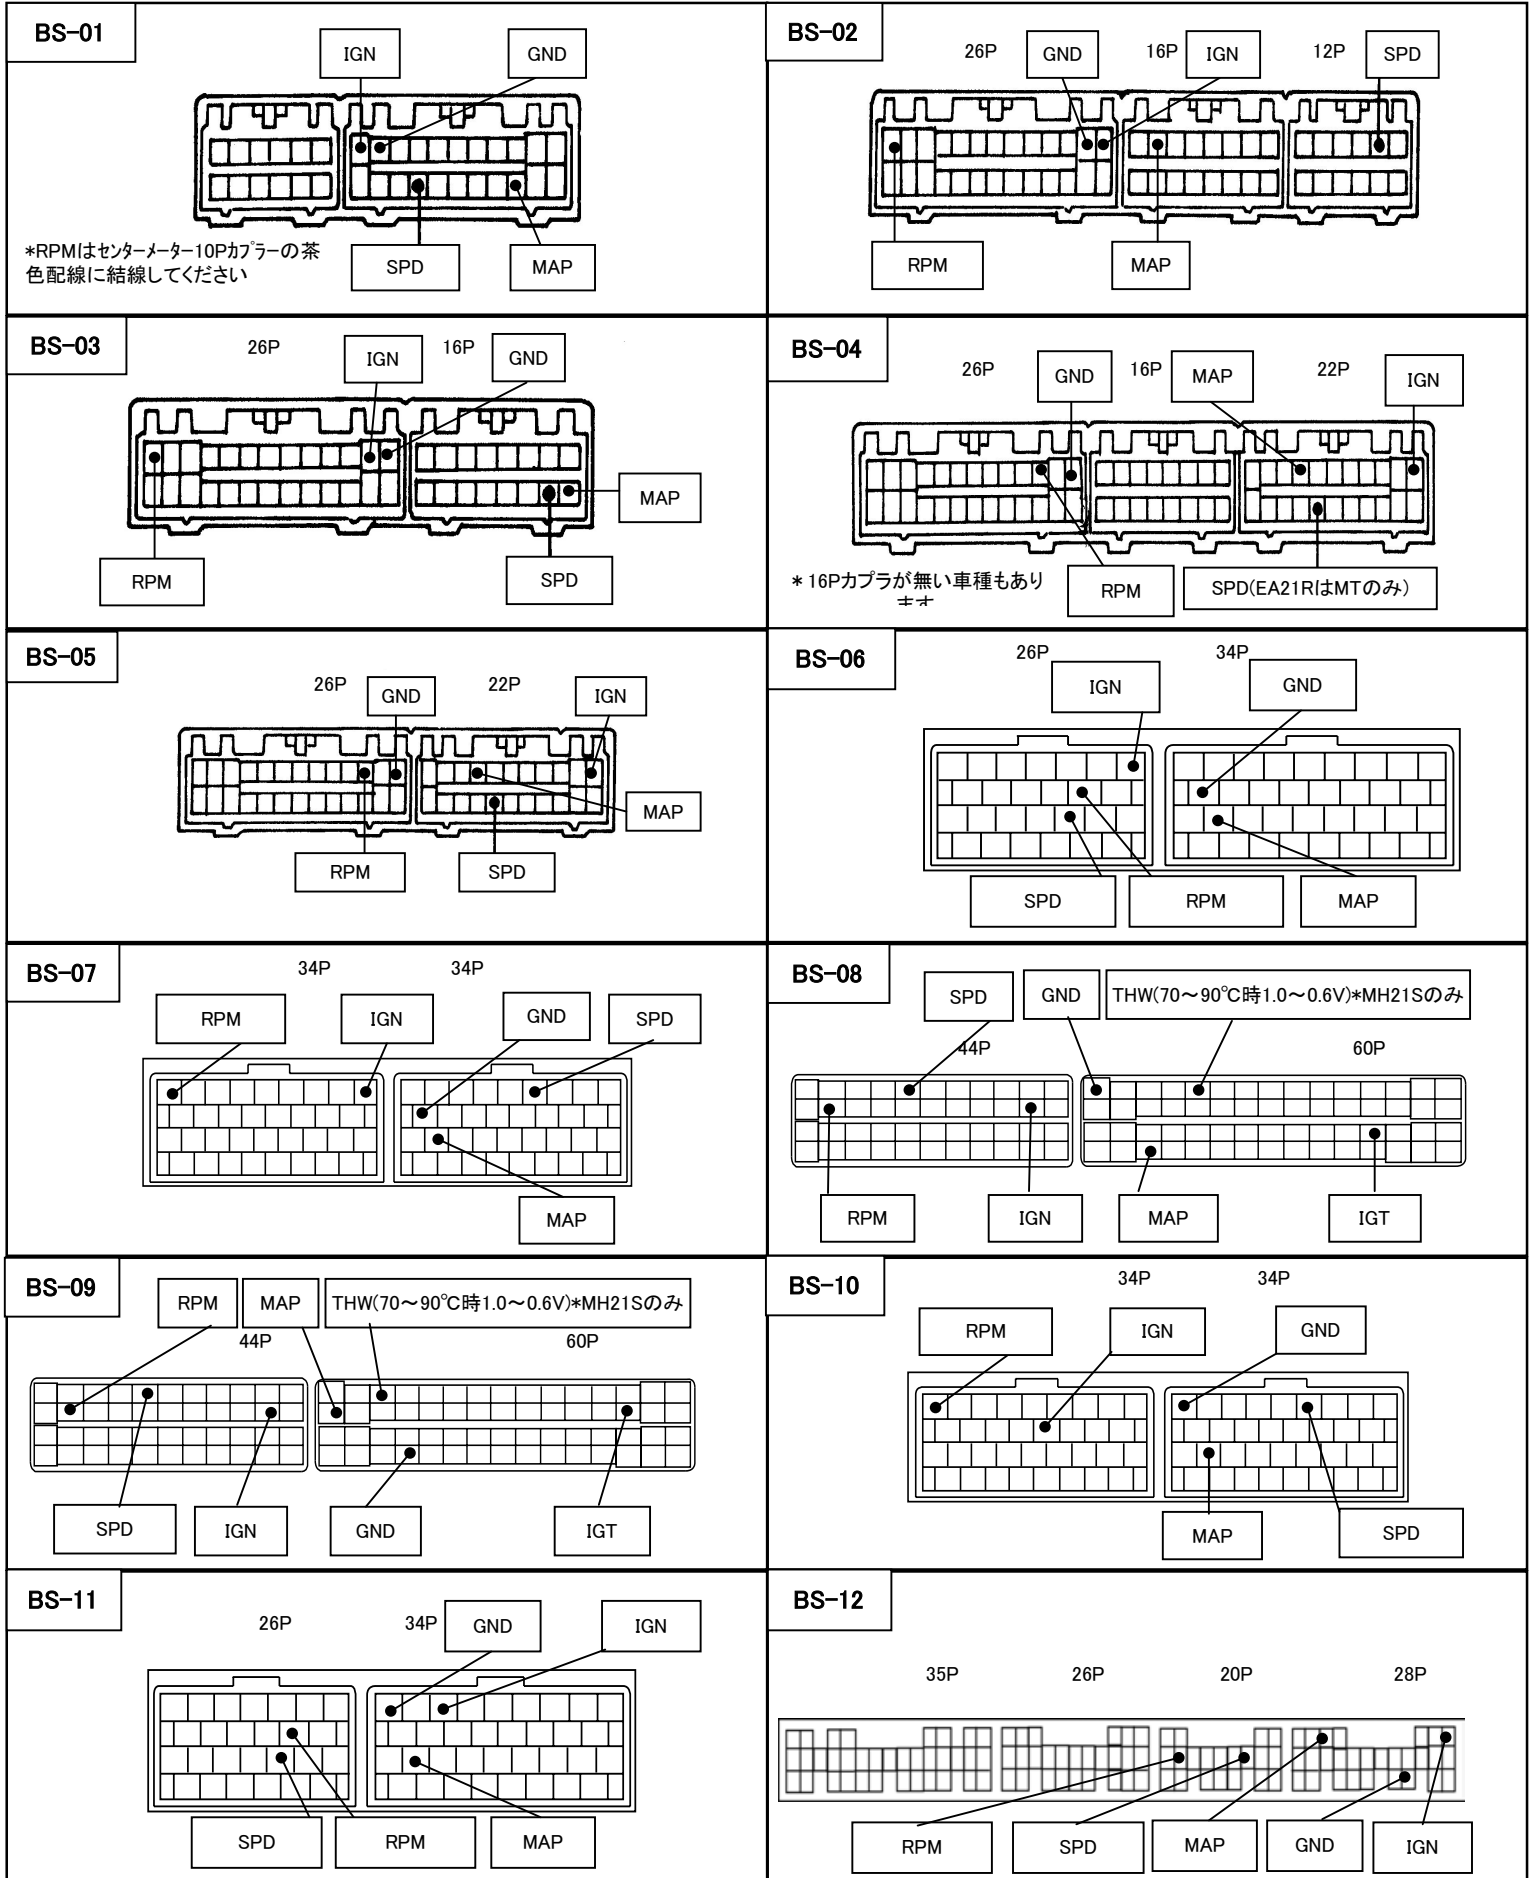 BS-01
IGN
GND
*RPMはｾﾝﾀｰﾒｰﾀｰ10Pｶﾌﾟﾗｰの茶
色配線に結線してください
SPD
MAP
BS-02
26P
GND
16P
IGN
12P
SPD
RPM
MAP
BS-03
26P
IGN
16P
GND
MAP
RPM
SPD
BS-04
26P
GND
16P
MAP
22P
IGN
*16Pカプラが無い車種もあり
ます
RPM
SPD(EA21RはMTのみ)
BS-05
26P
GND
22P
IGN
MAP
RPM
SPD
BS-06
26P
34P
IGN
GND
SPD
RPM
MAP
BS-07
34P
34P
RPM
IGN
GND
SPD
MAP
BS-08
SPD
GND
THW(70～90℃時1.0～0.6V)*MH21Sのみ
44P
60P
RPM
IGN
MAP
IGT
BS-09
RPM
MAP
THW(70～90℃時1.0～0.6V)*MH21Sのみ
44P
60P
SPD
IGN
GND
IGT
BS-10
34P
34P
RPM
IGN
GND
MAP
SPD
BS-11
26P
34P
GND
IGN
SPD
RPM
MAP
BS-12
35P
26P
20P
28P
RPM
SPD
MAP
GND
IGN